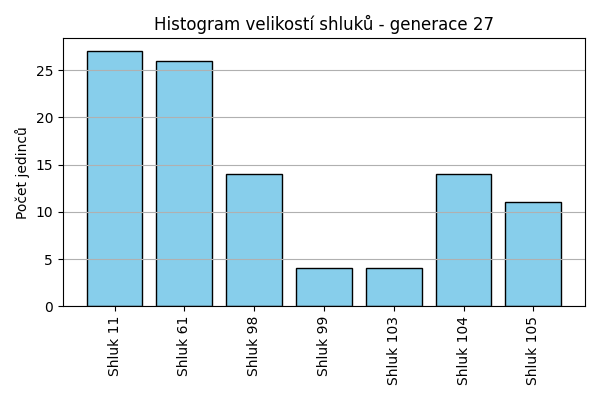 Histogram velikostí shluků - generace 27
Počet jedinců
25
20
15
10
5
0
Shluk 11
Shluk 61
Shluk 98
Shluk 99
Shluk 103
Shluk 104
Shluk 105